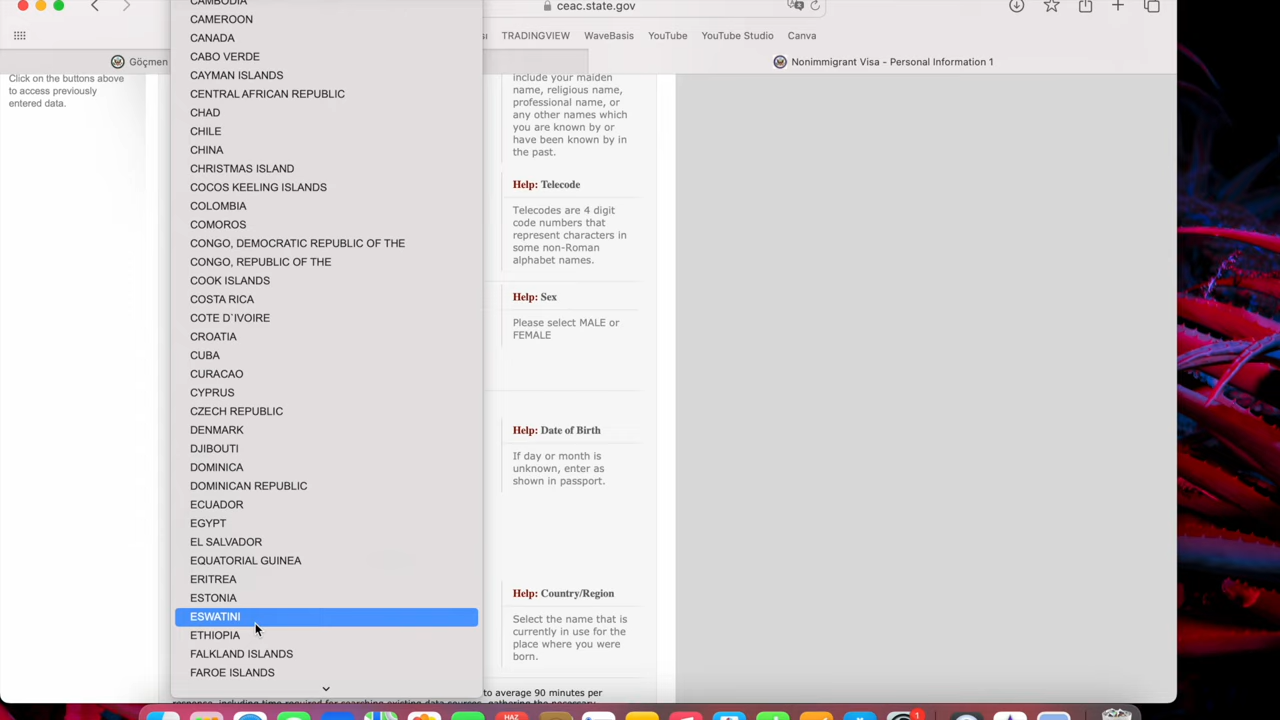 CAMBODIA
CAMEROON
CANADA
CABO VERDE
CAYMAN ISLANDS
CENTRAL AFRICAN REPUBLIC
CHAD
CHILE
CHINA
CHRISTMAS ISLAND
COCOS KEELING ISLANDS
COLOMBIA
COMOROS
CONGO, DEMOCRATIC REPUBLIC OF THE
CONGO, REPUBLIC OF THE
COOK ISLANDS
COSTA RICA
COTE D`IVOIRE
CROATIA
CUBA
CURACAO
CYPRUS
CZECH REPUBLIC
DENMARK
DJIBOUTI
DOMINICA
DOMINICAN REPUBLIC
ECUADOR
EGYPT
EL SALVADOR
EQUATORIAL GUINEA
ERITREA
ESTONIA
ESWATINI
ETHIOPIA
FALKLAND ISLANDS
FAROE ISLANDS
ceac.state.gov
TRADINGVIEW WaveBasis YouTube YouTube Studio Canva
Göçmen
Nonimmigrant Visa - Personal Information 1
Click on the buttons above
to access previously
entered data.
include your maiden
name, religious name,
professional name, or
any other names which
you are known by or
have been known by in
the past.
Help: Telecode
Telecodes are 4 digit
code numbers that
represent characters in
some non-Roman
alphabet names.
Help: Sex
Please select MALE or
FEMALE
Help: Date of Birth
If day or month is
unknown, enter as
shown in passport.
Help: Country/Region
Select the name that is
currently in use for the
place where you were
born.
to average 90 minutes per
HAZ
1